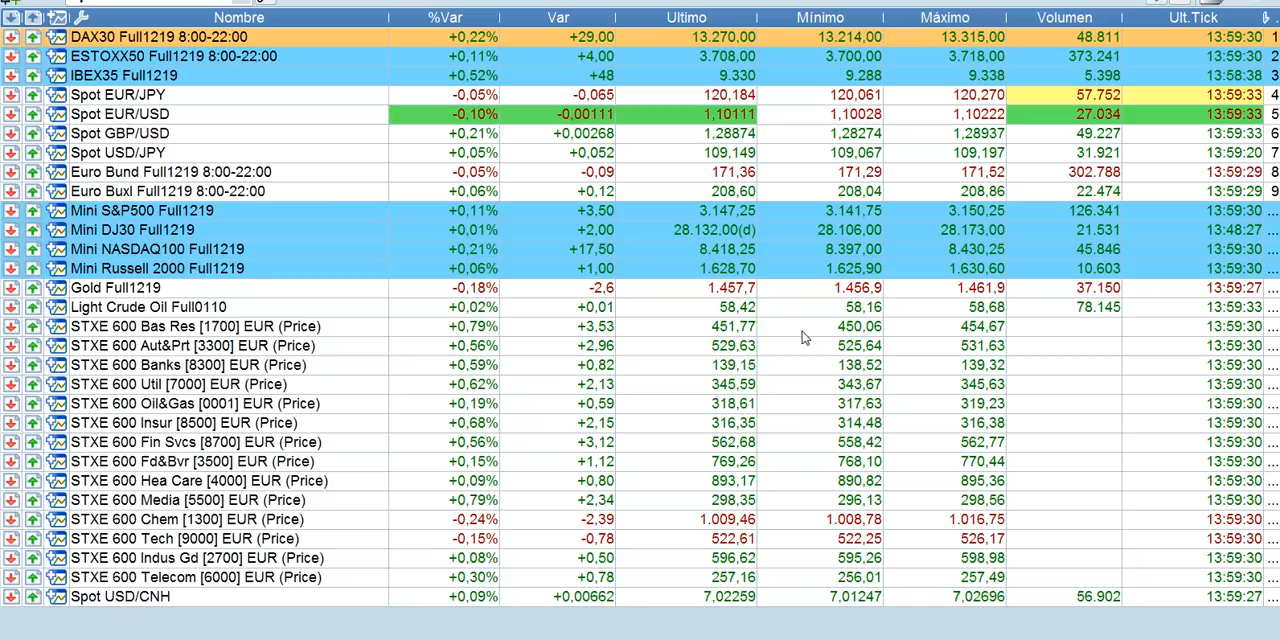 Nombre %Var Var Ultimo Mínimo Máximo Volumen Ult.Tick
DAX30 Full1219 8:00-22:00 +0,22% +29,00 13.270,00 13.214,00 13.315,00 48.811 13:59:30 1
ESTOXX50 Full1219 8:00-22:00 +0,11% +4,00 3.708,00 3.700,00 3.718,00 373.241 13:59:30 2
IBEX35 Full1219 +0,52% +48 9.330 9.288 9.338 5.398 13:58:38 3
Spot EUR/JPY -0,05% -0,065 120,184 120,061 120,270 57.752 13:59:33 4
Spot EUR/USD -0,10% -0,00111 1,10111 1,10028 1,10222 27.034 13:59:33 5
Spot GBP/USD +0,21% +0,00268 1,28874 1,28274 1,28937 49.227 13:59:33 6
Spot USD/JPY +0,05% +0,052 109,149 109,067 109,197 31.921 13:59:20 7
Euro Bund Full1219 8:00-22:00 -0,05% -0,09 171,36 171,29 171,52 302.788 13:59:29 8
Euro Buxl Full1219 8:00-22:00 +0,06% +0,12 208,60 208,04 208,86 22.474 13:59:29 9
Mini S&P500 Full1219 +0,11% +3,50 3.147,25 3.141,75 3.150,25 126.341 13:59:30 ...
Mini DJ30 Full1219 +0,01% +2,00 28.132,00(d) 28.106,00 28.173,00 21.531 13:48:27 ...
Mini NASDAQ100 Full1219 +0,21% +17,50 8.418,25 8.397,00 8.430,25 45.846 13:59:30 ...
Mini Russell 2000 Full1219 +0,06% +1,00 1.628,70 1.625,90 1.630,60 10.603 13:59:30 ...
Gold Full1219 -0,18% -2,6 1.457,7 1.456,9 1.461,9 37.150 13:59:27 ...
Light Crude Oil Full0110 +0,02% +0,01 58,42 58,16 58,68 78.145 13:59:33 ...
STXE 600 Bas Res [1700] EUR (Price) +0,79% +3,53 451,77 450,06 454,67 13:59:30 ...
STXE 600 Aut&Prt [3300] EUR (Price) +0,56% +2,96 529,63 525,64 531,63 13:59:30 ...
STXE 600 Banks [8300] EUR (Price) +0,59% +0,82 139,15 138,52 139,32 13:59:30 ...
STXE 600 Util [7000] EUR (Price) +0,62% +2,13 345,59 343,67 345,63 13:59:30 ...
STXE 600 Oil&Gas [0001] EUR (Price) +0,19% +0,59 318,61 317,63 319,23 13:59:30 ...
STXE 600 Insur [8500] EUR (Price) +0,68% +2,15 316,35 314,48 316,38 13:59:30 ...
STXE 600 Fin Svcs [8700] EUR (Price) +0,56% +3,12 562,68 558,42 562,77 13:59:30 ...
STXE 600 Fd&Bvr [3500] EUR (Price) +0,15% +1,12 769,26 768,10 770,44 13:59:30 ...
STXE 600 Hea Care [4000] EUR (Price) +0,09% +0,80 893,17 890,82 895,36 13:59:30 ...
STXE 600 Media [5500] EUR (Price) +0,79% +2,34 298,35 296,13 298,56 13:59:30 ...
STXE 600 Chem [1300] EUR (Price) -0,24% -2,39 1.009,46 1.008,78 1.016,75 13:59:30 ...
STXE 600 Tech [9000] EUR (Price) -0,15% -0,78 522,61 522,25 526,17 13:59:30 ...
STXE 600 Indus Gd [2700] EUR (Price) +0,08% +0,50 596,62 595,26 598,98 13:59:30 ...
STXE 600 Telecom [6000] EUR (Price) +0,30% +0,78 257,16 256,01 257,49 13:59:30 ...
Spot USD/CNH +0,09% +0,00662 7,02259 7,01247 7,02696 56.902 13:59:27 ...